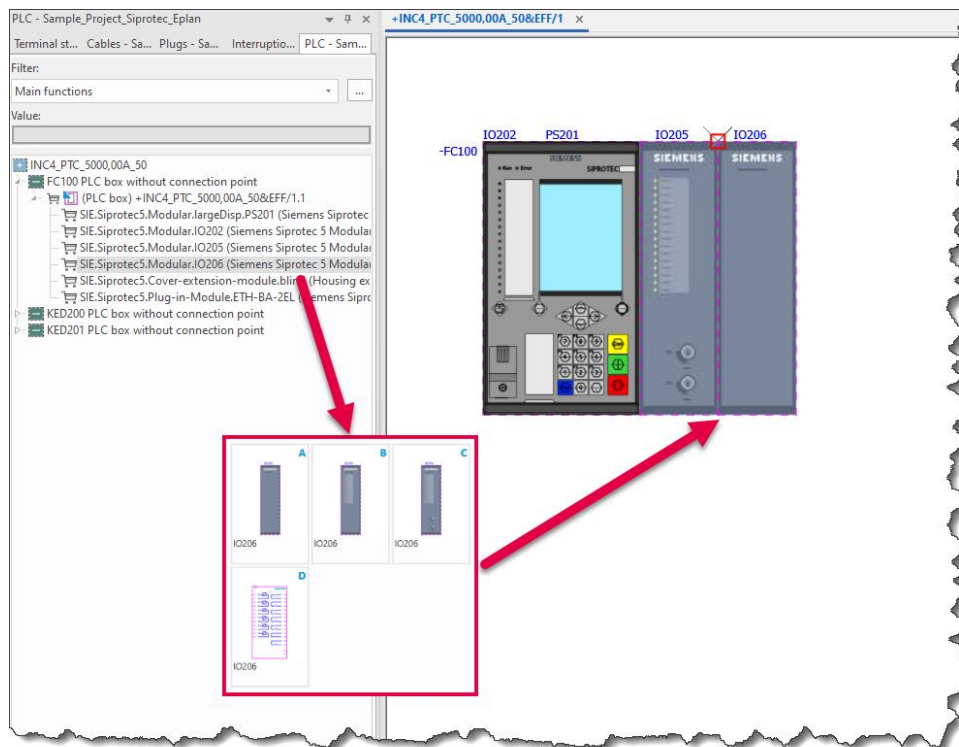 PLC - Sample_Project_Siprotec_Eplan
+INC4_PTC_5000,00A_50&EFF/1
Terminal st... Cables - Sa... Plugs - Sa... Interruptio... PLC - Sam...
Filter:
Main functions
...
Value:
INC4_PTC_5000,00A_50
FC100 PLC box without connection point
(PLC box) +INC4_PTC_5000,00A_50&EFF/1.1
SIE.Siprotec5.Modular.largeDisp.PS201 (Siemens Siprotec
SIE.Siprotec5.Modular.IO202 (Siemens Siprotec 5 Modular
SIE.Siprotec5.Modular.IO205 (Siemens Siprotec 5 Modular
SIE.Siprotec5.Modular.IO206 (Siemens Siprotec 5 Modular
SIE.Siprotec5.Cover-extension-module. (Housing ex
SIE.Siprotec5.Plug-in-Module.ETH-BA-2EL
KED200 PLC box without connection point
KED201 PLC box without connection point
IO202 PS201 IO205 IO206
-FC100
SIEMENS SIEMENS SIEMENS
Run Error SIPROTEC
A B C
IO206 IO206 IO206
D
IO206